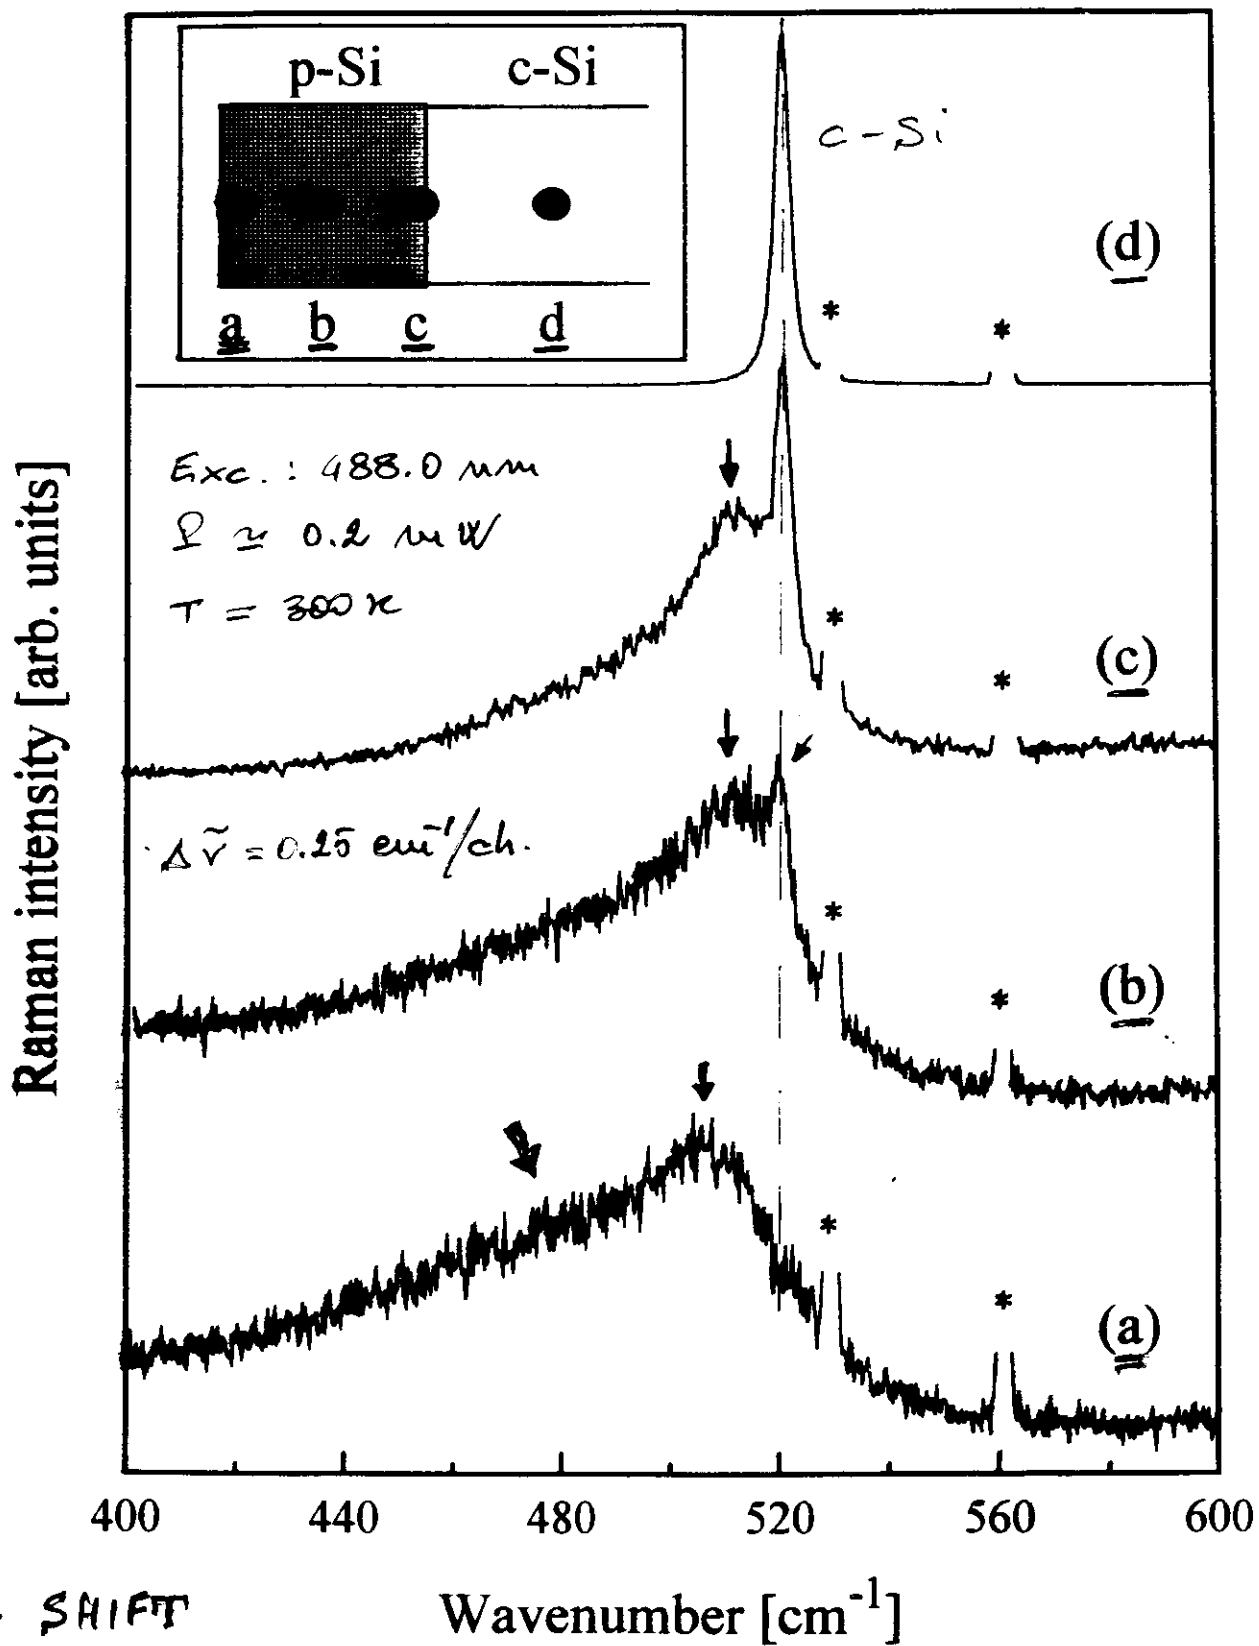 p-Si c-Si
a b c d
c-Si
(d)
*
*
Exc. : 488.0 nm
P ≃ 0.2 mW
T = 300K
*
*
(c)
Δν̃ = 0.25 cm⁻¹/ch.
*
*
(b)
*
*
(a)
Raman intensity [arb. units]
400 440 480 520 560 600
SHIFT
Wavenumber [cm⁻¹]